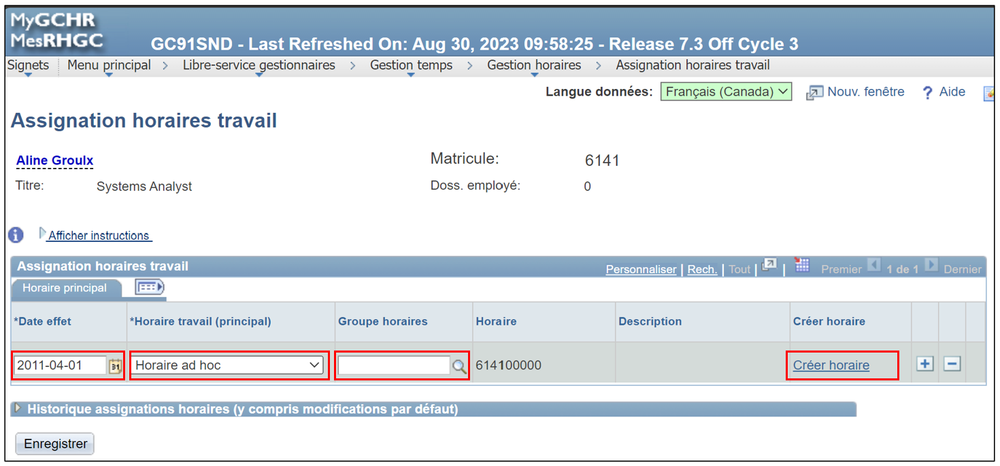 MyGCHR
MesRHGC
GC91SND - Last Refreshed On: Aug 30, 2023 09:58:25 - Release 7.3 Off Cycle 3
Signets Menu principal > Libre-service gestionnaires > Gestion temps > Gestion horaires > Assignation horaires travail
Langue données: Français (Canada) Nouv. fenêtre ? Aide
Assignation horaires travail
Aline Groulx Matricule: 6141
Titre: Systems Analyst Doss. employé: 0
Afficher instructions
Assignation horaires travail Personnaliser | Rech. | Tout | | Premier 1 de 1 Dernier
Horaire principal
*Date effet *Horaire travail (principal) Groupe horaires Horaire Description Créer horaire
2011-04-01 31 Horaire ad hoc 614100000 Créer horaire + -
Historique assignations horaires (y compris modifications par défaut)
Enregistrer